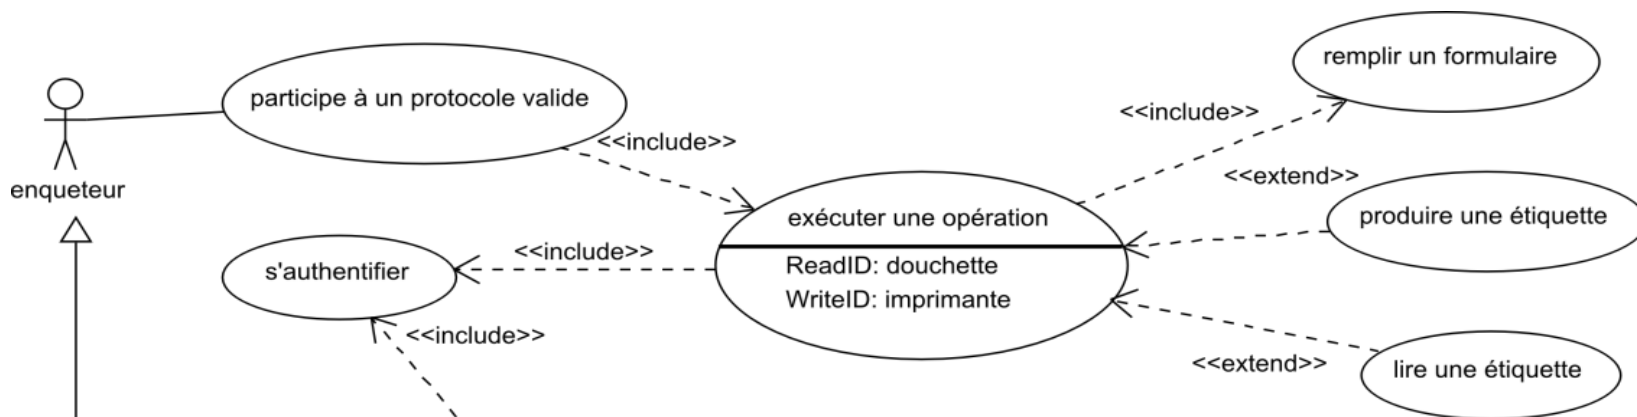 remplir un formulaire
participe à un protocole valide
<<include>>
<<include>>
enqueteur
<<extend>>
exécuter une opération
produire une étiquette
<<include>>
s'authentifier
ReadID: douchette
WriteID: imprimante
<<include>>
<<extend>>
lire une étiquette